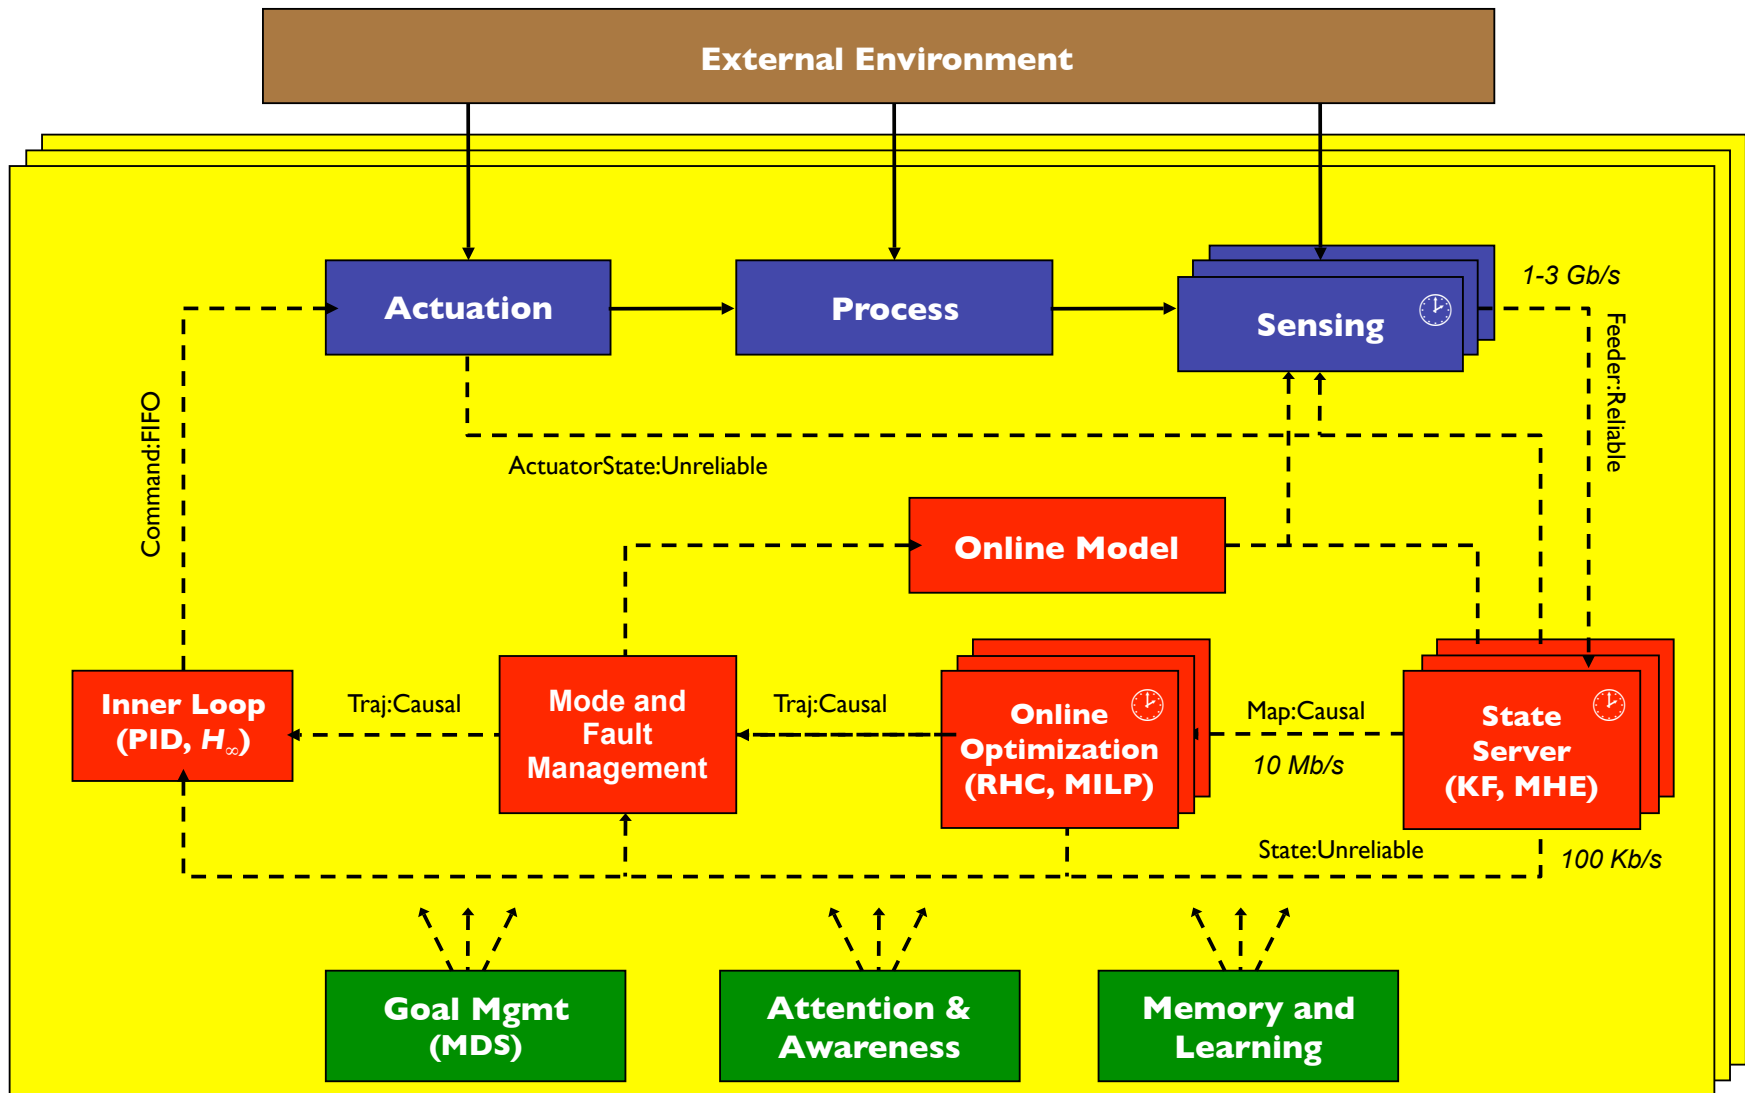 External Environment
Actuation
Process
Sensing
1-3 Gb/s
Feeder:Reliable
Command:FIFO
ActuatorState:Unreliable
Online Model
Inner Loop
(PID, H∞)
Traj:Causal
Mode and
Fault
Management
Traj:Causal
Online
Optimization
(RHC, MILP)
Map:Causal
10 Mb/s
State
Server
(KF, MHE)
State:Unreliable
100 Kb/s
Goal Mgmt
(MDS)
Attention &
Awareness
Memory and
Learning